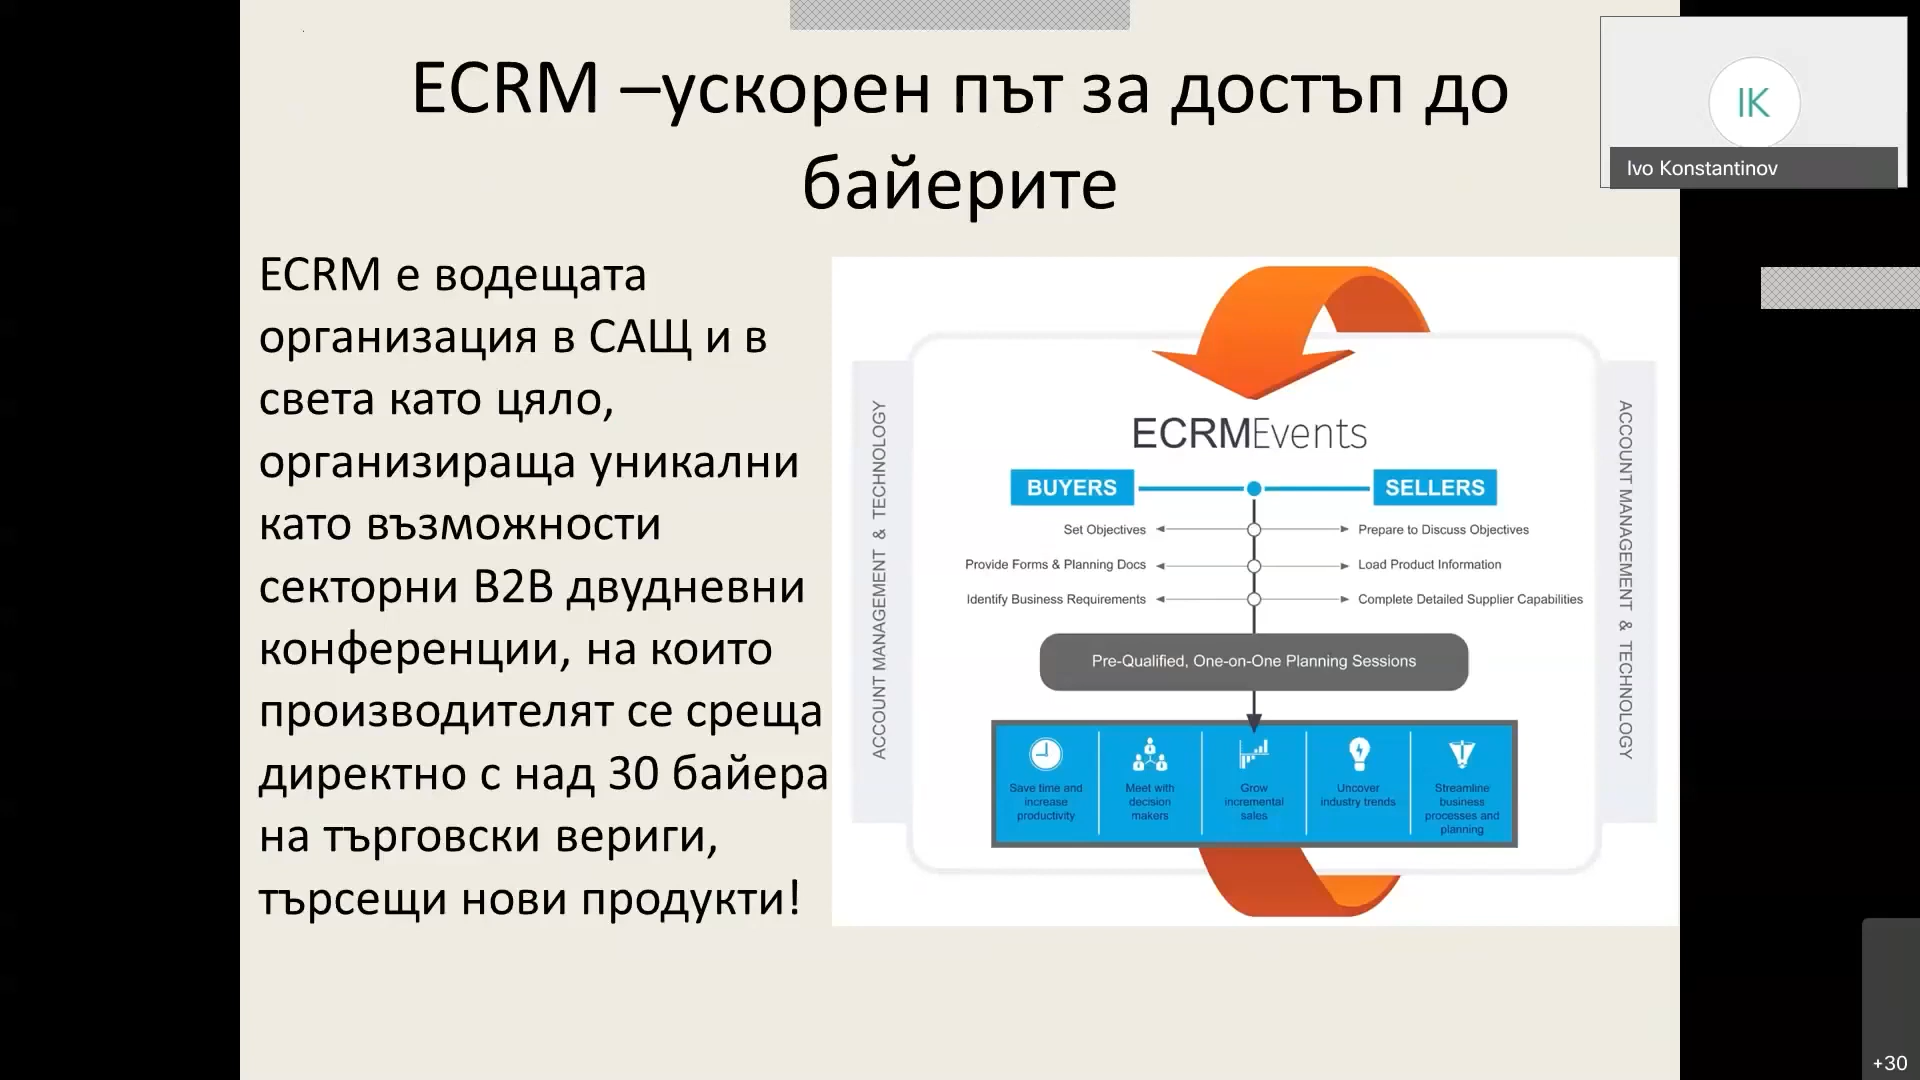 ECRM –ускорен път за достъп до
байерите
IK
Ivo Konstantinov
ECRM е водещата
организация в САЩ и в
света като цяло,
организираща уникални
като възможности
секторни B2B двудневни
конференции, на които
производителят се среща
директно с над 30 байера
на търговски вериги,
търсещи нови продукти!
ACCOUNT MANAGEMENT & TECHNOLOGY
ECRMEvents
BUYERS
SELLERS
Set Objectives
Prepare to Discuss Objectives
Provide Forms & Planning Docs
Load Product Information
Identify Business Requirements
Complete Detailed Supplier Capabilities
Pre-Qualified, One-on-One Planning Sessions
Save time and
increase
productivity
Meet with
decision
makers
Grow
incremental
sales
Uncover
industry trends
Streamline
business
processes and
planning
ACCOUNT MANAGEMENT & TECHNOLOGY
+30